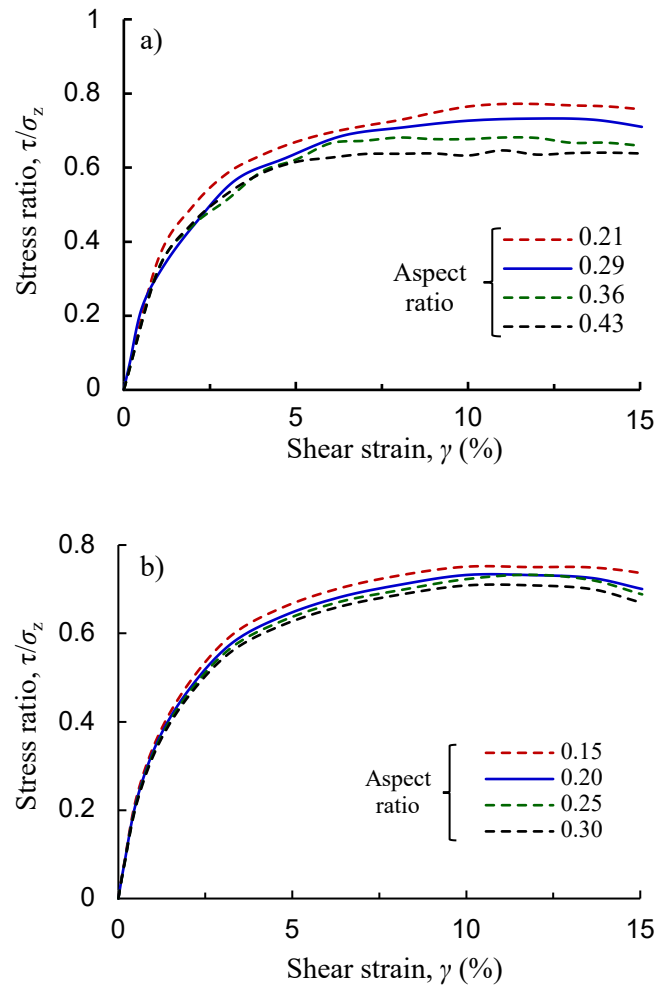 a)
Stress ratio, τ/σz
1
0.8
0.6
0.4
0.2
0
0
5
10
15
Shear strain, γ (%)
Aspect
ratio
0.21
0.29
0.36
0.43
b)
Stress ratio, τ/σz
0.8
0.6
0.4
0.2
0
0
5
10
15
Shear strain, γ (%)
Aspect
ratio
0.15
0.20
0.25
0.30